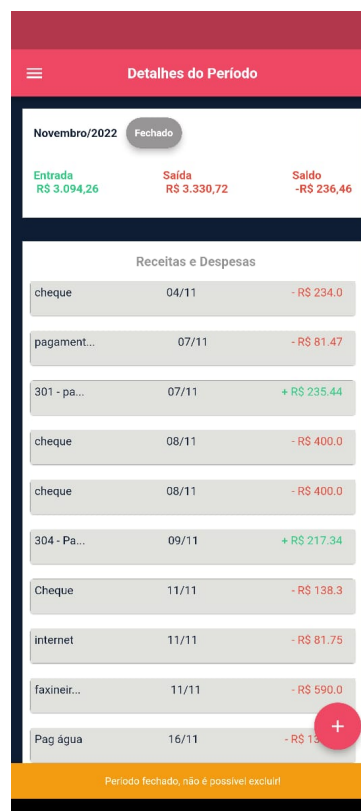 Detalhes do Período
Novembro/2022 Fechado
Entrada Saída Saldo
R$ 3.094,26 R$ 3.330,72 -R$ 236,46
Receitas e Despesas
cheque 04/11 - R$ 234.0
pagament... 07/11 - R$ 81.47
301 - pa... 07/11 + R$ 235.44
cheque 08/11 - R$ 400.0
cheque 08/11 - R$ 400.0
304 - Pa... 09/11 + R$ 217.34
Cheque 11/11 - R$ 138.3
internet 11/11 - R$ 81.75
faxineir... 11/11 - R$ 590.0
Pag água 16/11 - R$
Periodo fechado, não é possivel excluir!